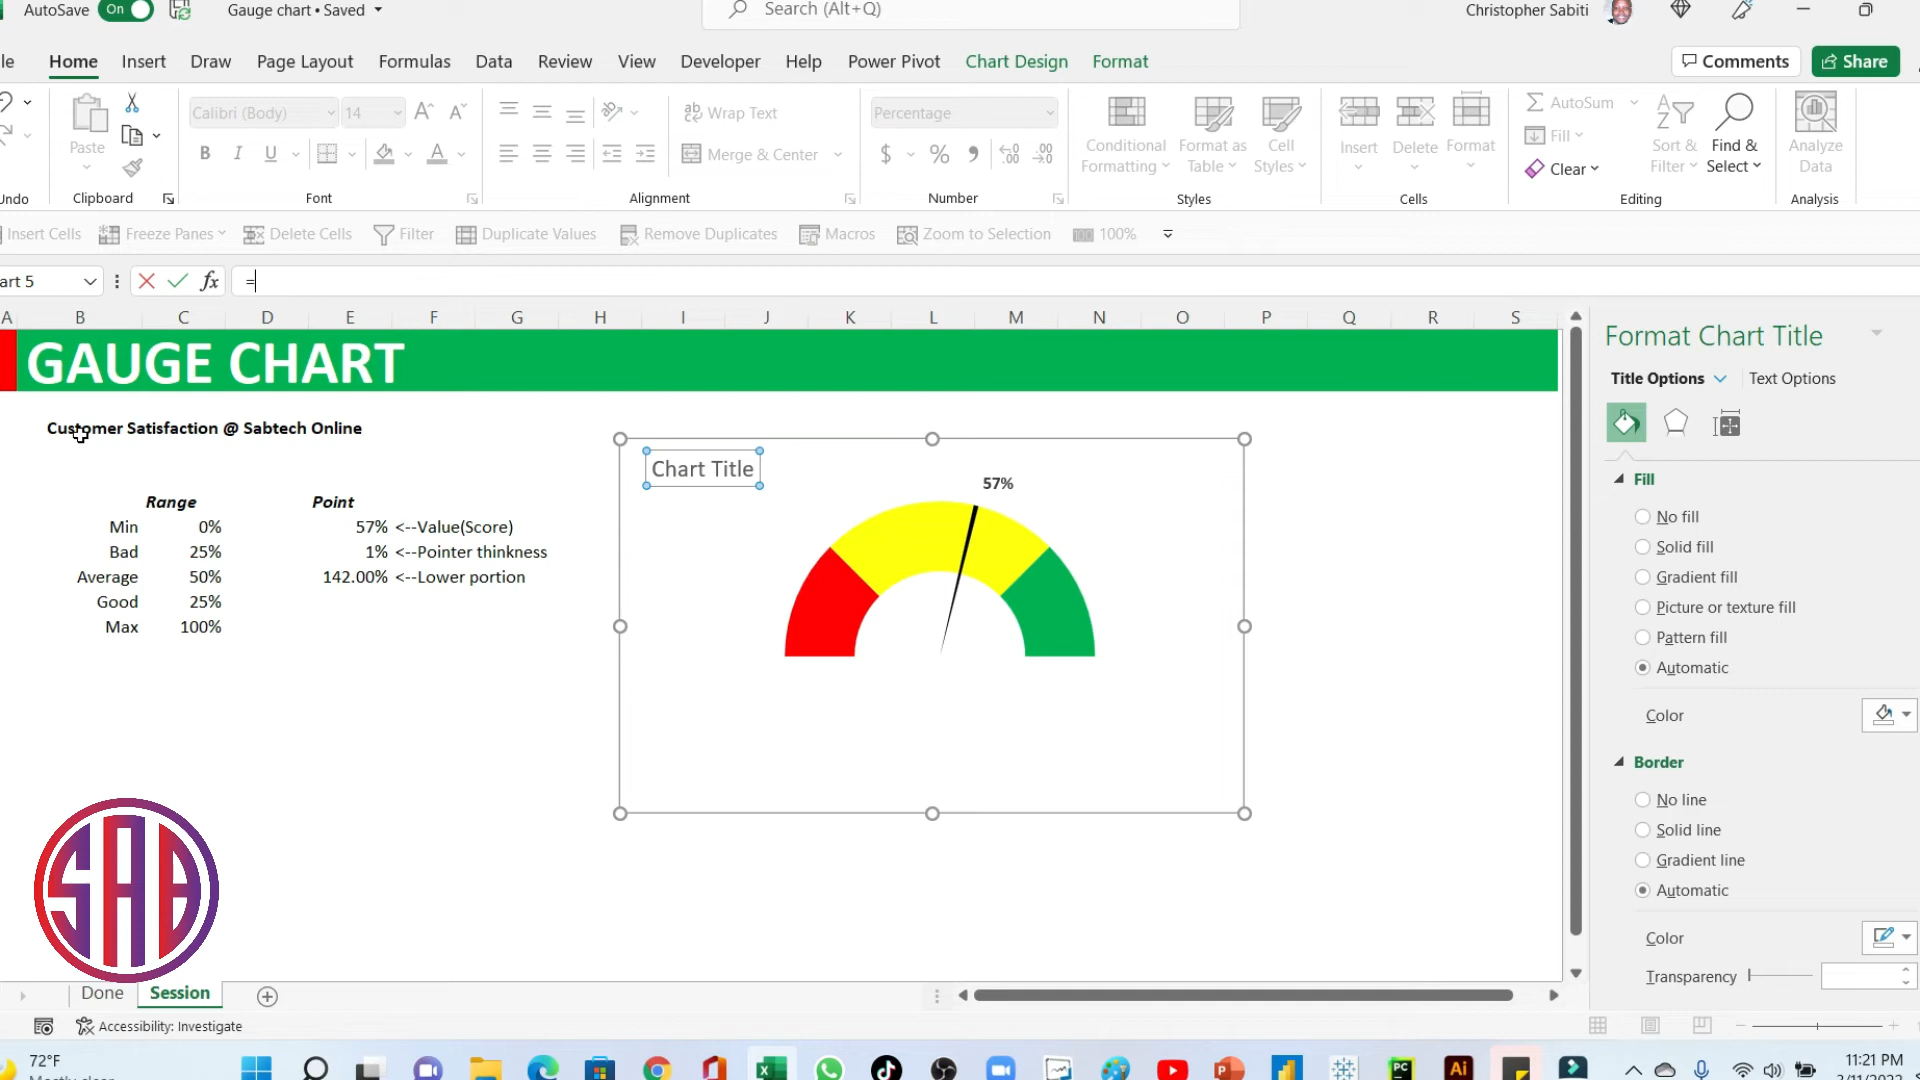 AutoSave On Gauge chart • Saved Search (Alt+Q) Christopher Sabiti
le Home Insert Draw Page Layout Formulas Data Review View Developer Help Power Pivot Chart Design Format Comments Share
Calibri (Body) 14 Wrap Text Percentage AutoSum
Paste B I U Merge & Center $ % Conditional Formatting Format as Table Cell Styles Insert Delete Format Fill Clear Sort & Filter Find & Select Analyze Data
Undo Clipboard Font Alignment Number Styles Cells Editing Analysis
Insert Cells Freeze Panes Delete Cells Filter Duplicate Values Remove Duplicates Macros Zoom to Selection 100%
art 5 fx =
A B C D E F G H I J K L M N O P Q R S
GAUGE CHART
Customer Satisfaction @ Sabtech Online
Range Point
Min 0% 57% <--Value(Score)
Bad 25% 1% <--Pointer thinkness
Average 50% 142.00% <--Lower portion
Good 25%
Max 100%
Chart Title
57%
SAB
Format Chart Title
Title Options Text Options
Fill
No fill
Solid fill
Gradient fill
Picture or texture fill
Pattern fill
Automatic
Color
Border
No line
Solid line
Gradient line
Automatic
Color
Transparency
Done Session
Accessibility: Investigate
72°F
11:21 PM